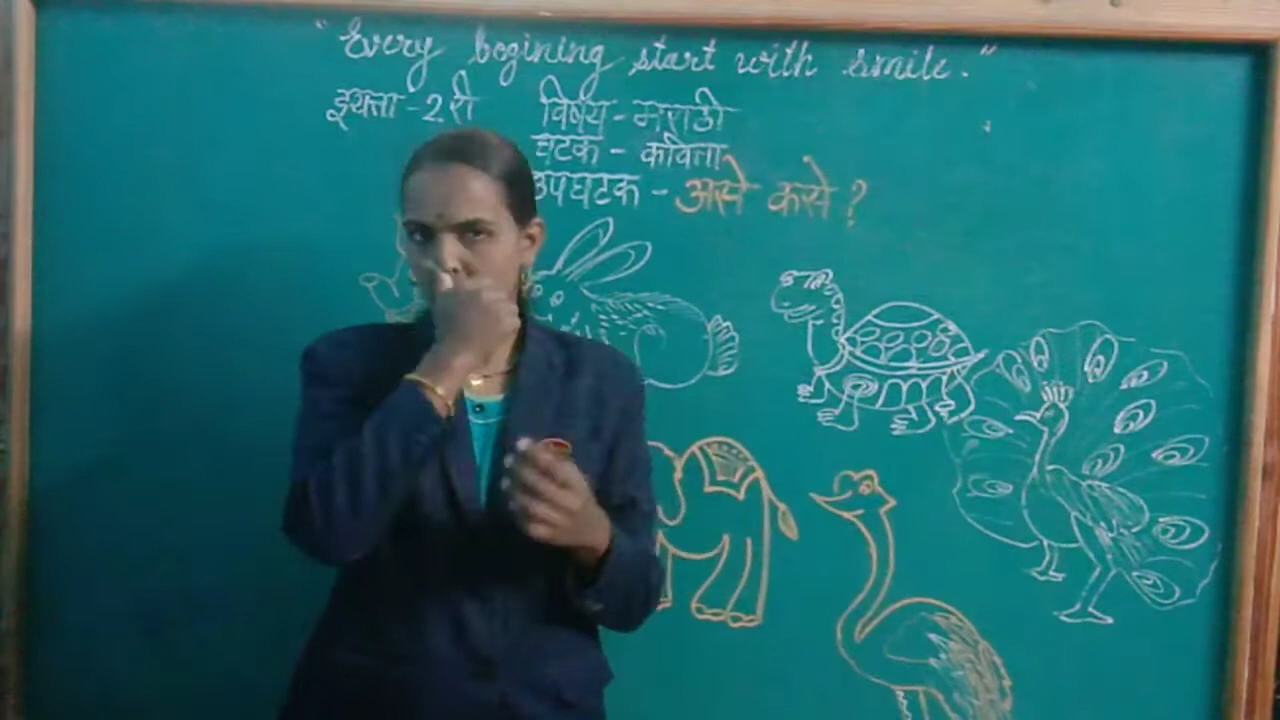 "Every begining start with smile."
इयत्ता - 2 री विषय - मराठी
घटक - कविता
उपघटक - असे कसे ?